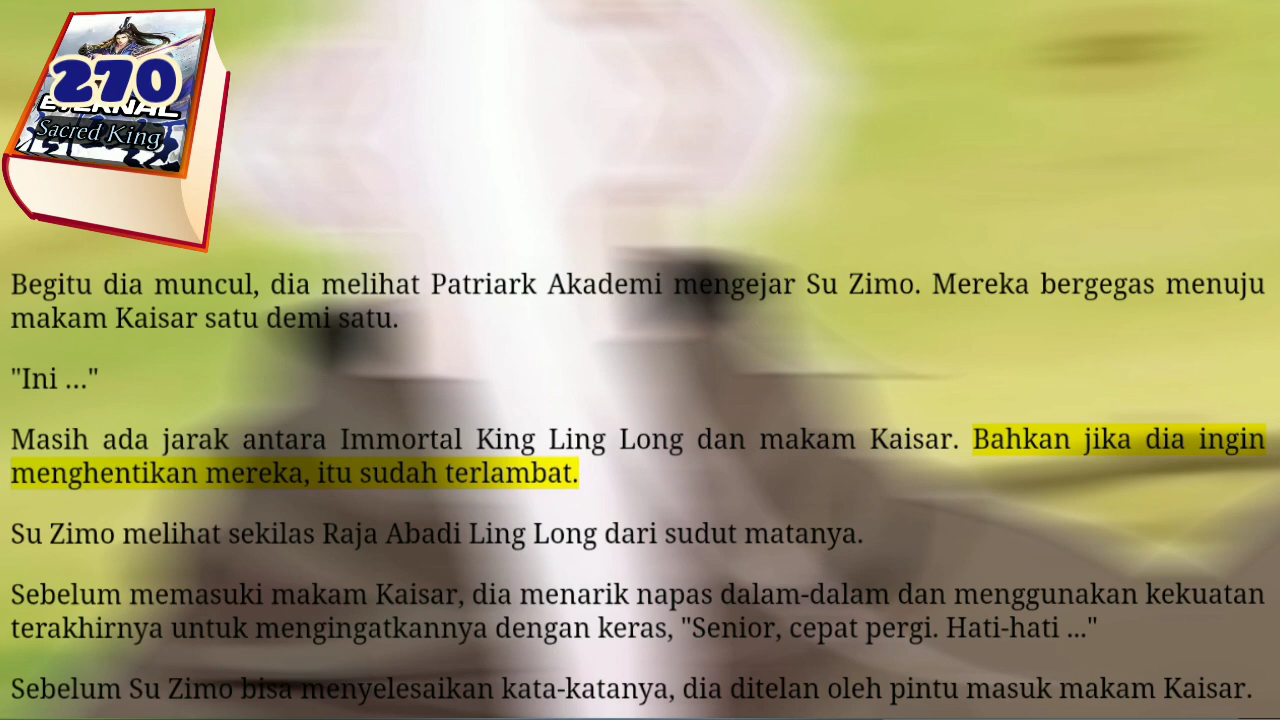 270
ETERNAL
Sacred King
Begitu dia muncul, dia melihat Patriark Akademi mengejar Su Zimo. Mereka bergegas menuju
makam Kaisar satu demi satu.
"Ini ..."
Masih ada jarak antara Immortal King Ling Long dan makam Kaisar. Bahkan jika dia ingin
menghentikan mereka, itu sudah terlambat.
Su Zimo melihat sekilas Raja Abadi Ling Long dari sudut matanya.
Sebelum memasuki makam Kaisar, dia menarik napas dalam-dalam dan menggunakan kekuatan
terakhirnya untuk mengingatkannya dengan keras, "Senior, cepat pergi. Hati-hati ..."
Sebelum Su Zimo bisa menyelesaikan kata-katanya, dia ditelan oleh pintu masuk makam Kaisar.